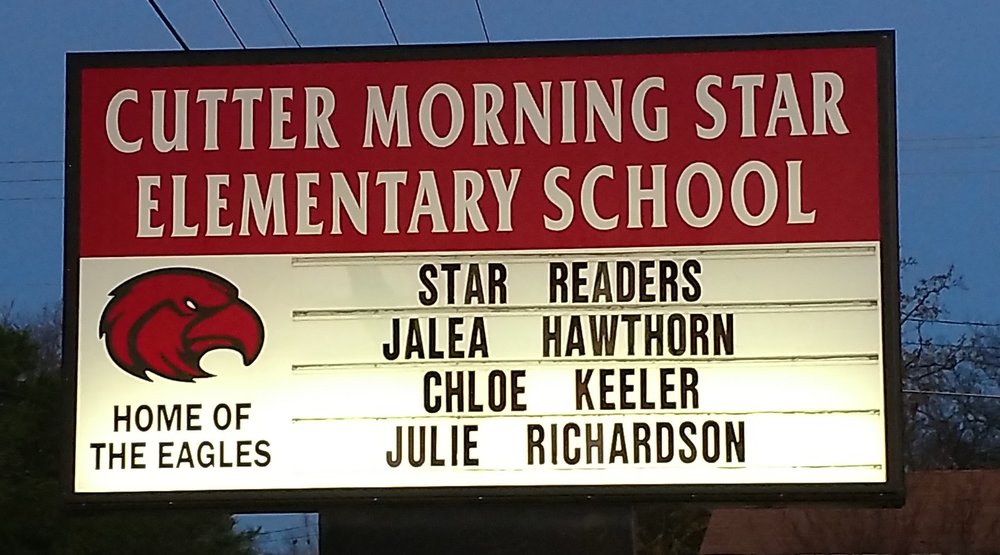 CUTTER MORNING STAR
ELEMENTARY SCHOOL
STAR READERS
JALEA HAWTHORN
CHLOE KEELER
JULIE RICHARDSON
HOME OF
THE EAGLES